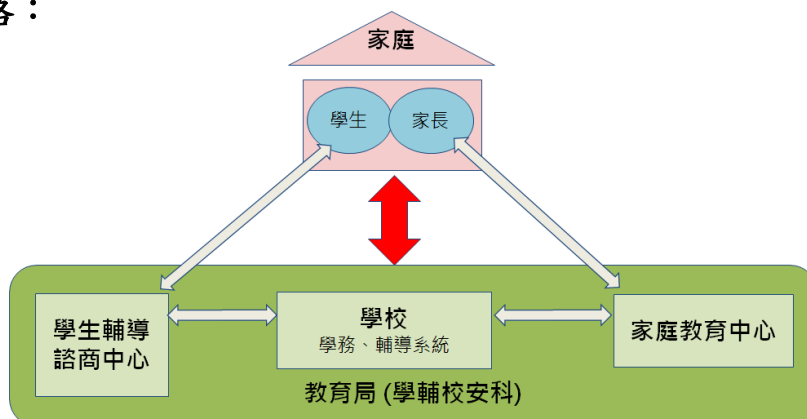 各：
家庭
學生
家長
學生輔導
諮商中心
學校
學務、輔導系統
家庭教育中心
教育局 (學輔校安科)